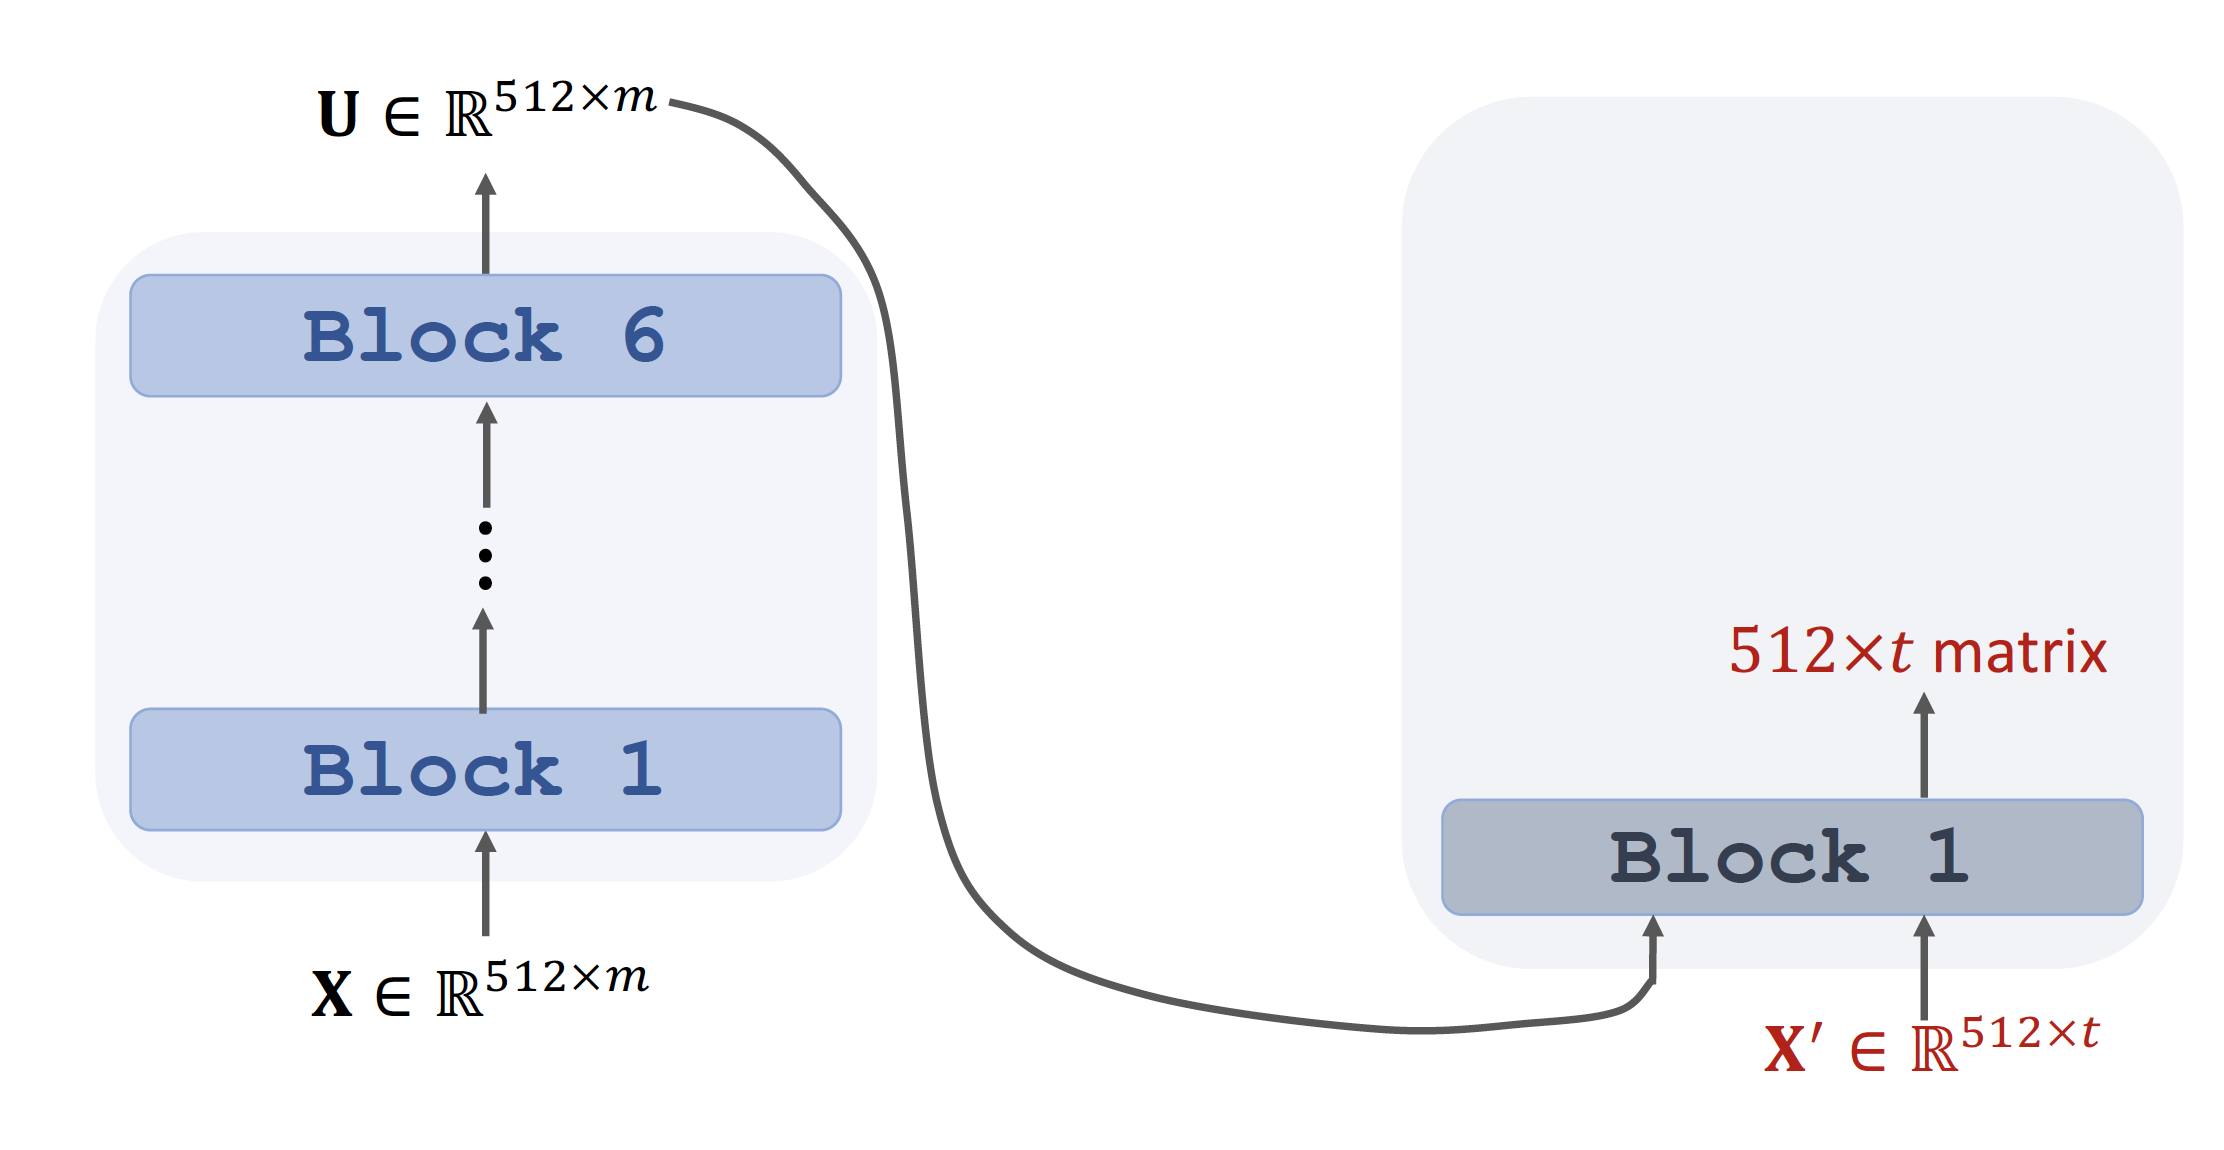 𝐔 ∈ ℝ^{512×m}
Block 6
Block 1
𝐗 ∈ ℝ^{512×m}
512×t matrix
Block 1
𝐗′ ∈ ℝ^{512×t}